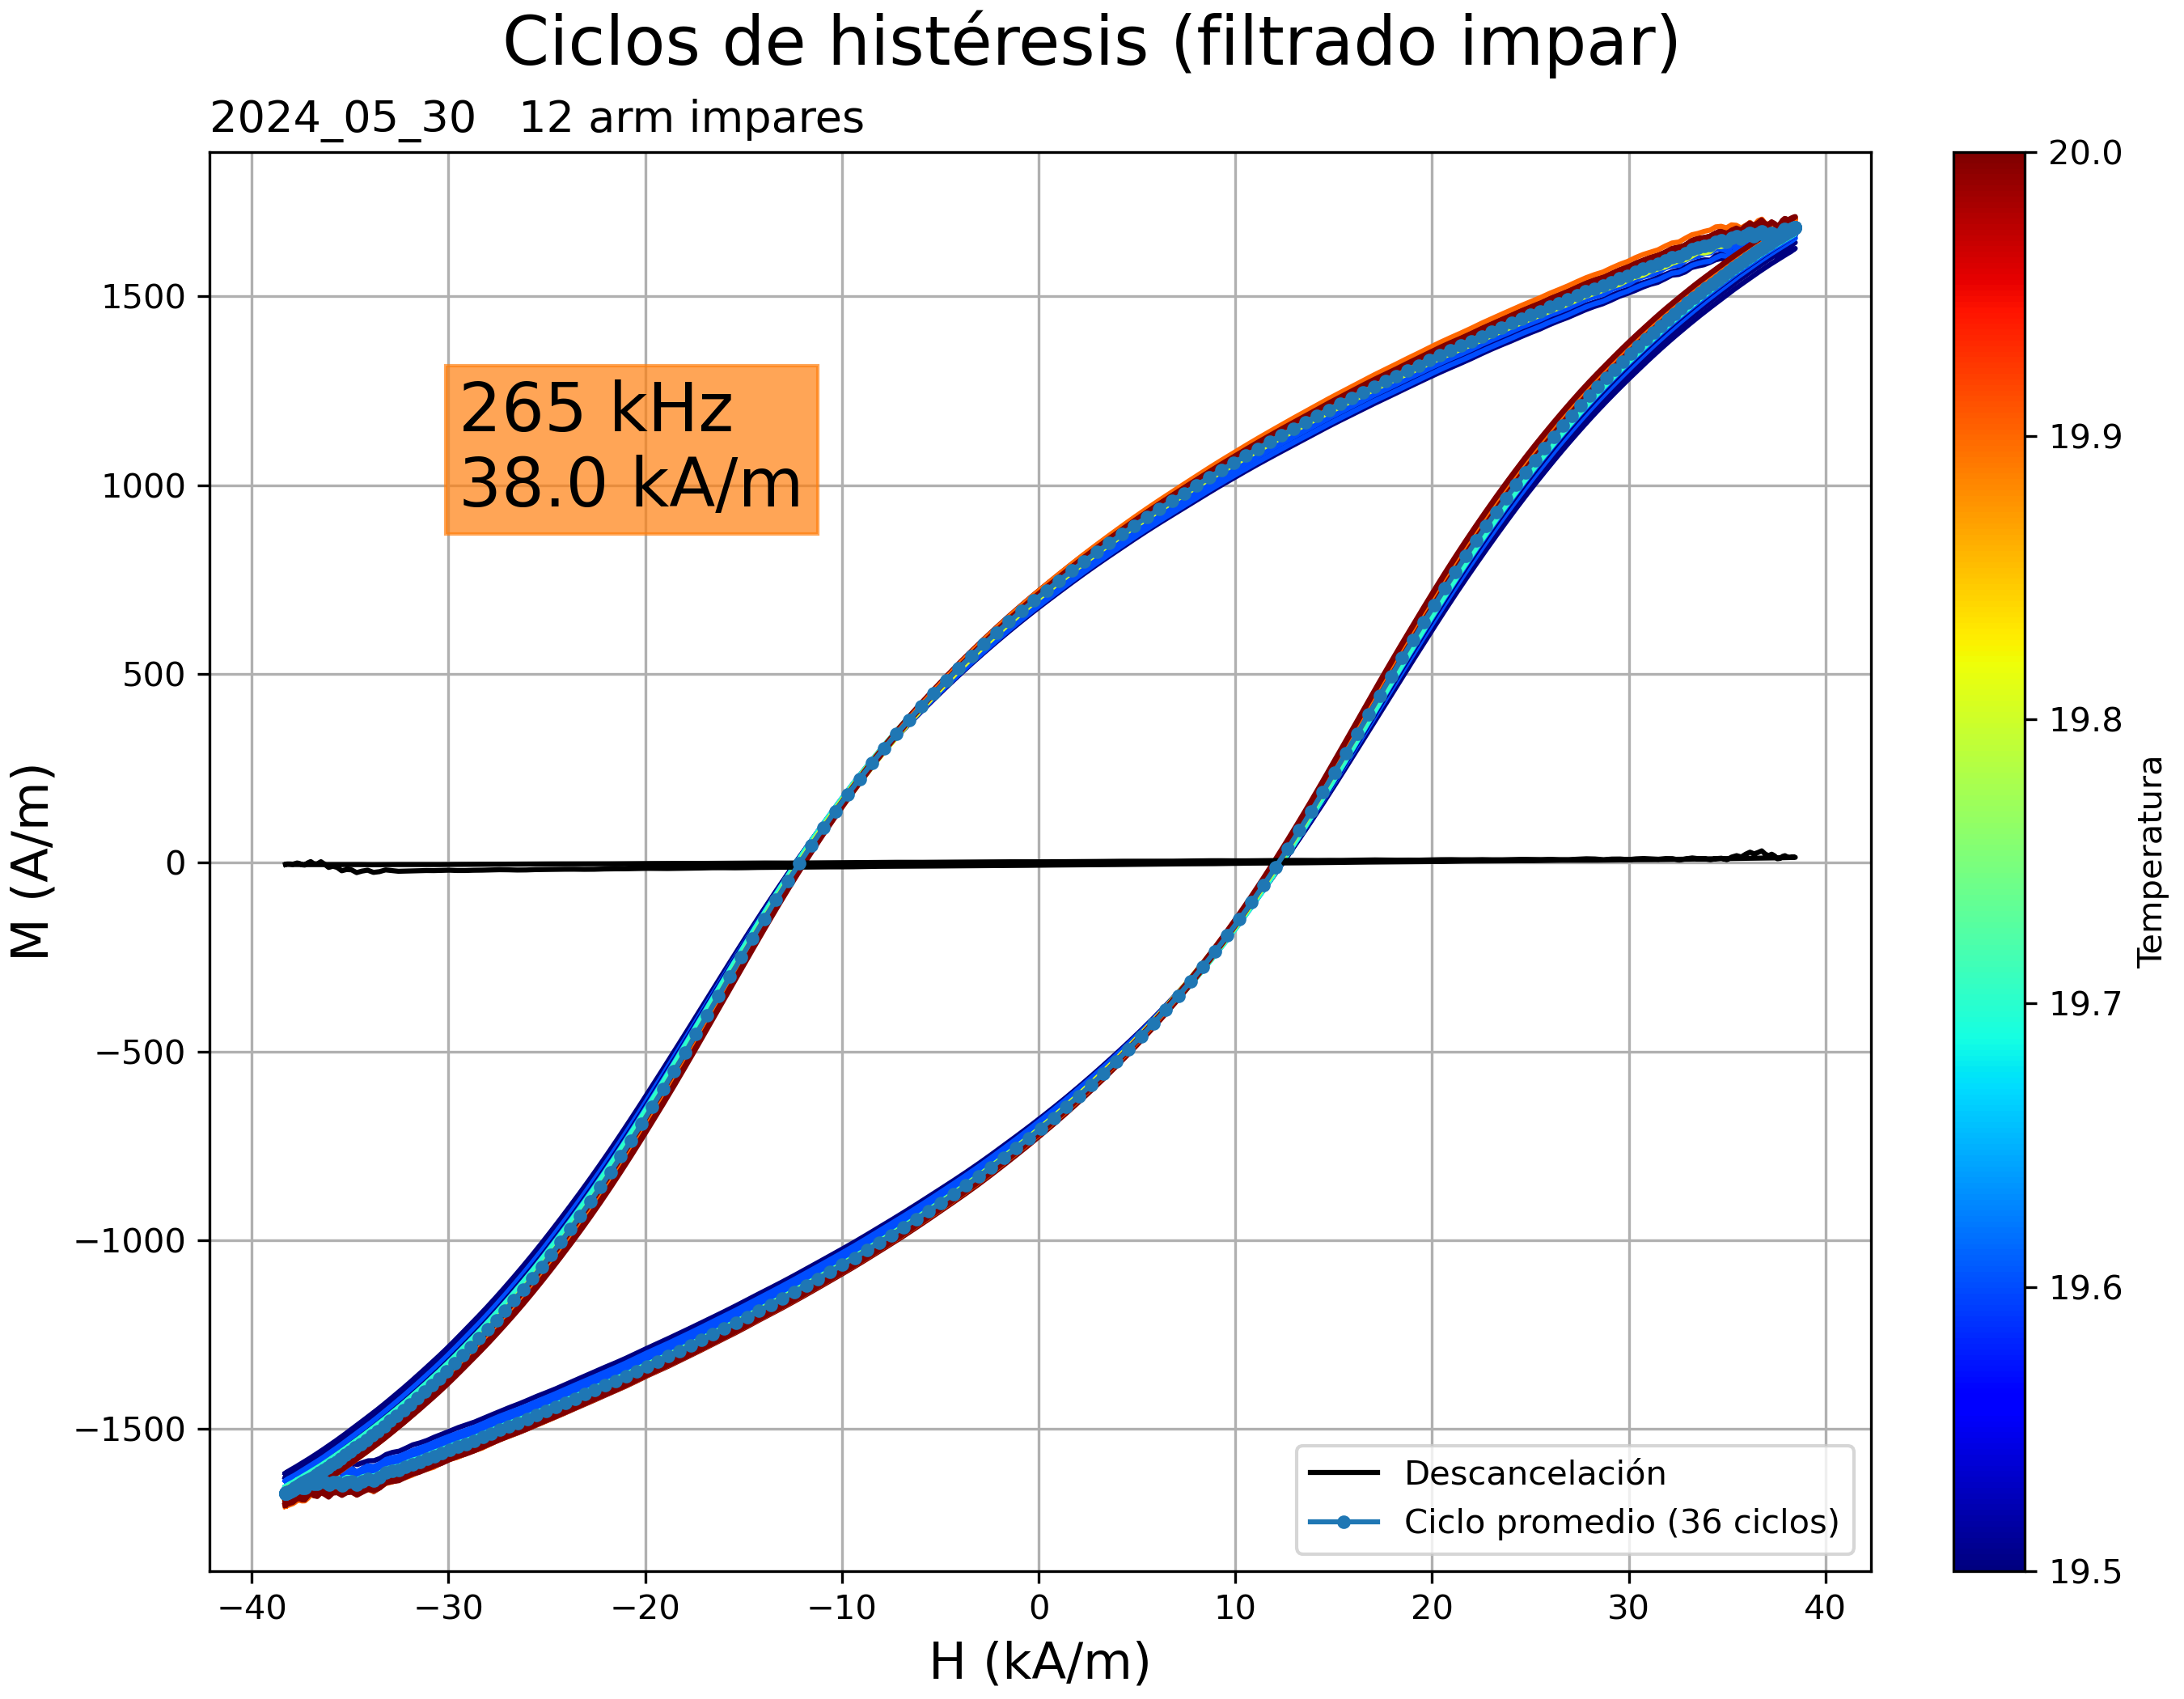 Ciclos de histéresis (filtrado impar)
2024_05_30   12 arm impares
265 kHz
38.0 kA/m
M (A/m)
1500
1000
500
0
−500
−1000
−1500
−40
−30
−20
−10
0
10
20
30
40
H (kA/m)
Descancelación
Ciclo promedio (36 ciclos)
20.0
19.9
19.8
19.7
19.6
19.5
Temperatura